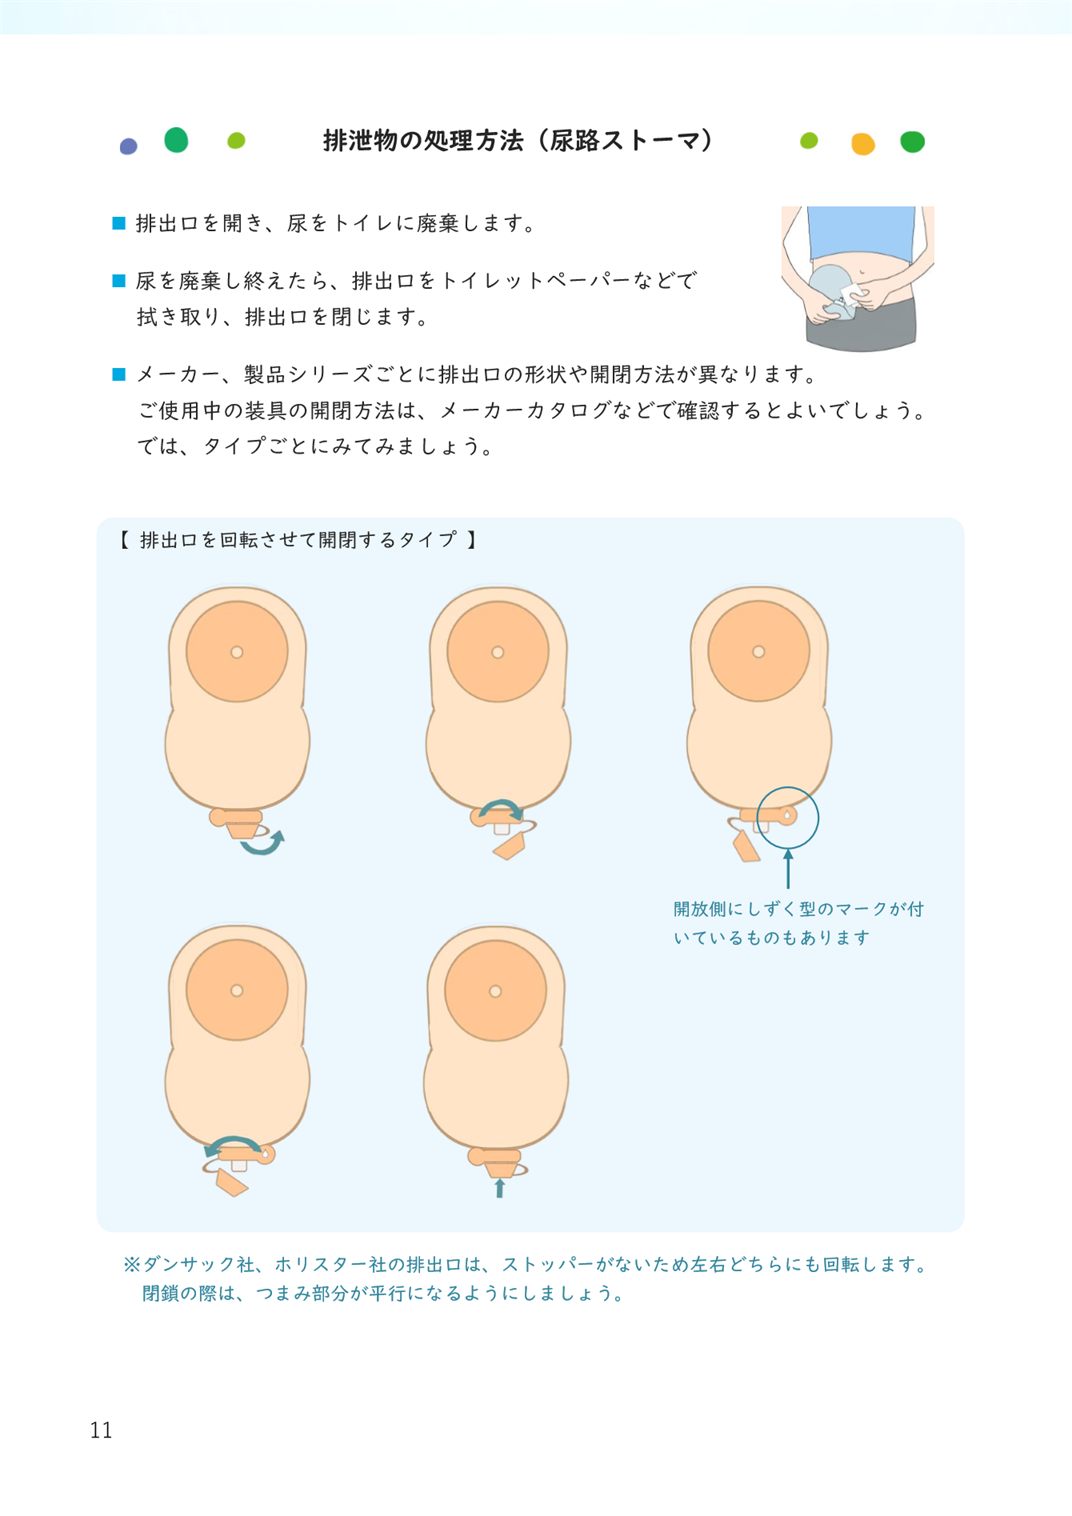 排泄物の処理方法（尿路ストーマ）
■ 排出口を開き、尿をトイレに廃棄します。
■ 尿を廃棄し終えたら、排出口をトイレットペーパーなどで
拭き取り、排出口を閉じます。
■ メーカー、製品シリーズごとに排出口の形状や開閉方法が異なります。
ご使用中の装具の開閉方法は、メーカーカタログなどで確認するとよいでしょう。
では、タイプごとにみてみましょう。
【 排出口を回転させて開閉するタイプ 】
開放側にしずく型のマークが付
いているものもあります
※ダンサック社、ホリスター社の排出口は、ストッパーがないため左右どちらにも回転します。
閉鎖の際は、つまみ部分が平行になるようにしましょう。
11